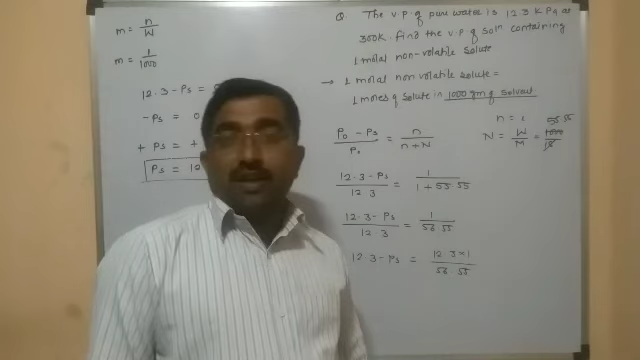 m = n/W
m = 1/1000
12.3 - Ps =
- Ps = 0
+ Ps = +
Ps = 12
Q. The v.p of pure water is 12.3 KPa at
300K. find the v.p of solⁿ containing
1 molal non-volatile solute
→ 1 molal non volatile solute =
1 moles of solute in 1000 gm of solvent.
n = 1
N = W/M = 1000/18 55.55
P₀ - Ps/P₀ = n/n + N
12.3 - Ps/12.3 = 1/1 + 55.55
12.3 - Ps/12.3 = 1/56.55
12.3 - Ps = 12.3 × 1/56.55